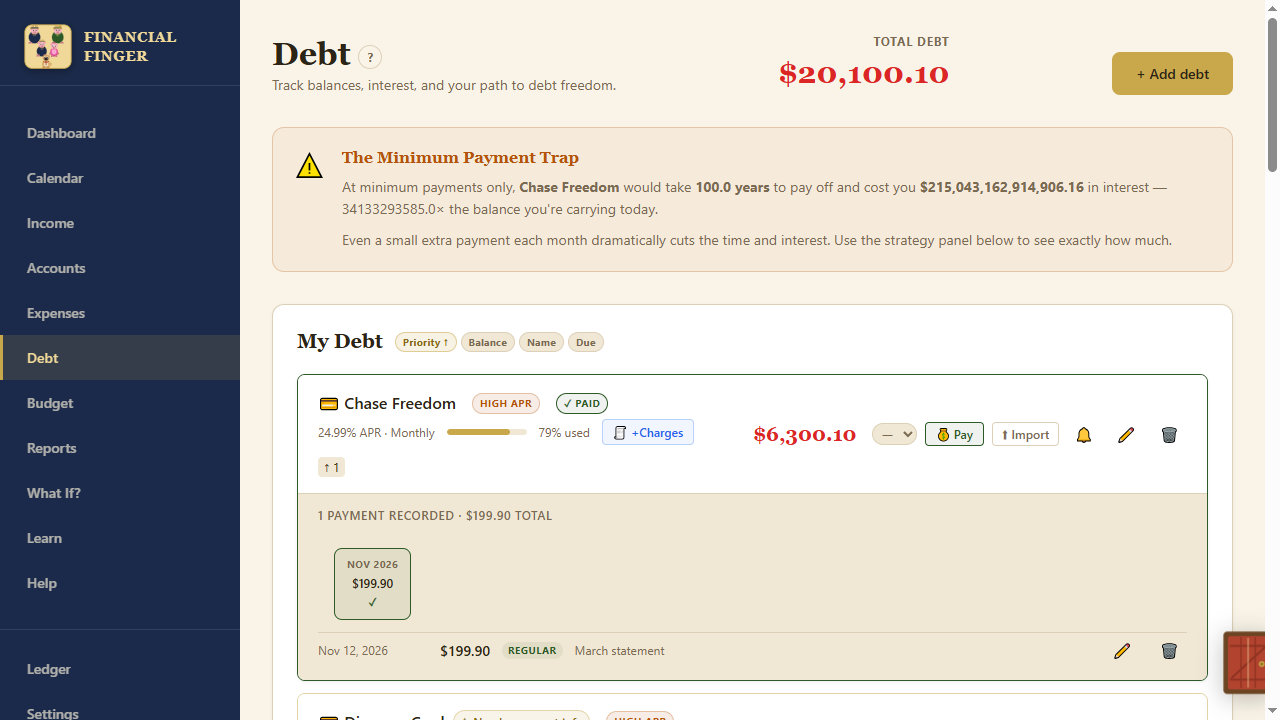 FINANCIAL
FINGER
Dashboard
Calendar
Income
Accounts
Expenses
Debt
Budget
Reports
What If?
Learn
Help
Ledger
Settings
Debt ?
Track balances, interest, and your path to debt freedom.
TOTAL DEBT
$20,100.10
+ Add debt
The Minimum Payment Trap
At minimum payments only, Chase Freedom would take 100.0 years to pay off and cost you $215,043,162,914,906.16 in interest —
34133293585.0× the balance you're carrying today.
Even a small extra payment each month dramatically cuts the time and interest. Use the strategy panel below to see exactly how much.
My Debt Priority ↑ Balance Name Due
Chase Freedom HIGH APR ✓ PAID
24.99% APR · Monthly 79% used +Charges
$6,300.10 — Pay ⬆ Import
↑ 1
1 PAYMENT RECORDED · $199.90 TOTAL
NOV 2026
$199.90
✓
Nov 12, 2026 $199.90 REGULAR March statement
HIGH APR